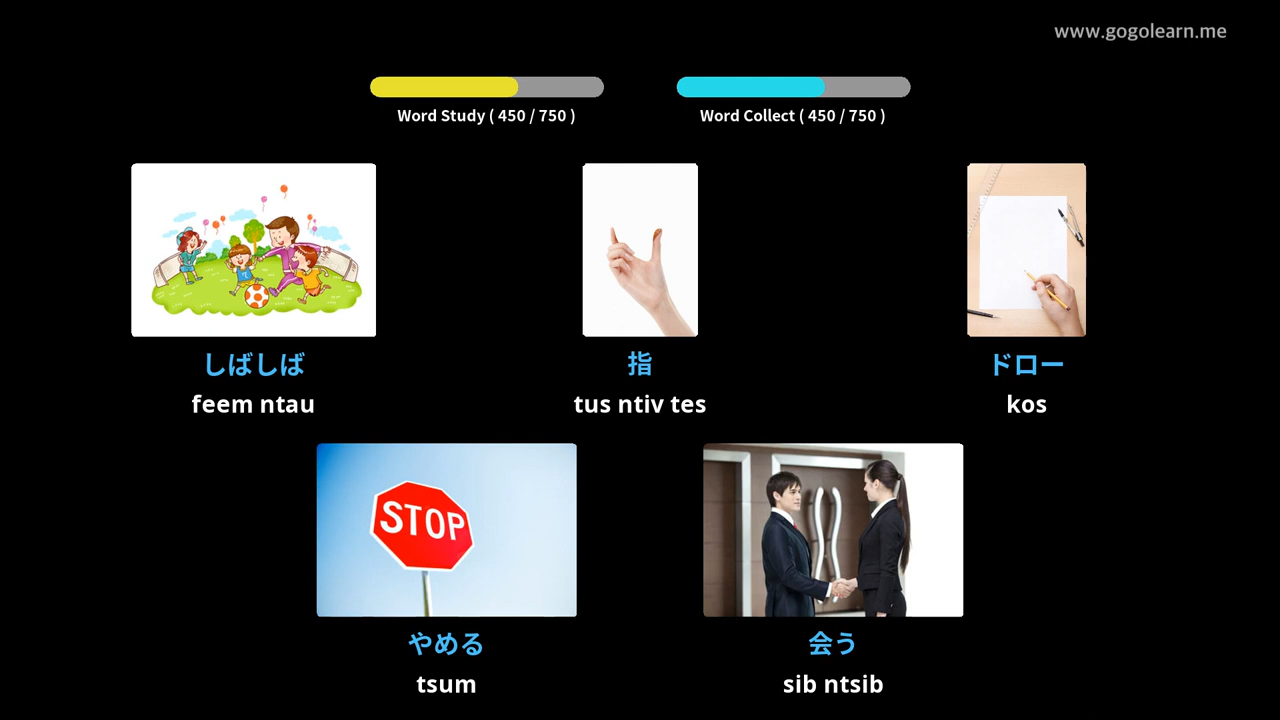 www.gogolearn.me
Word Study ( 450 / 750 )
Word Collect ( 450 / 750 )
しばしば
feem ntau
指
tus ntiv tes
ドロー
kos
STOP
やめる
tsum
会う
sib ntsib